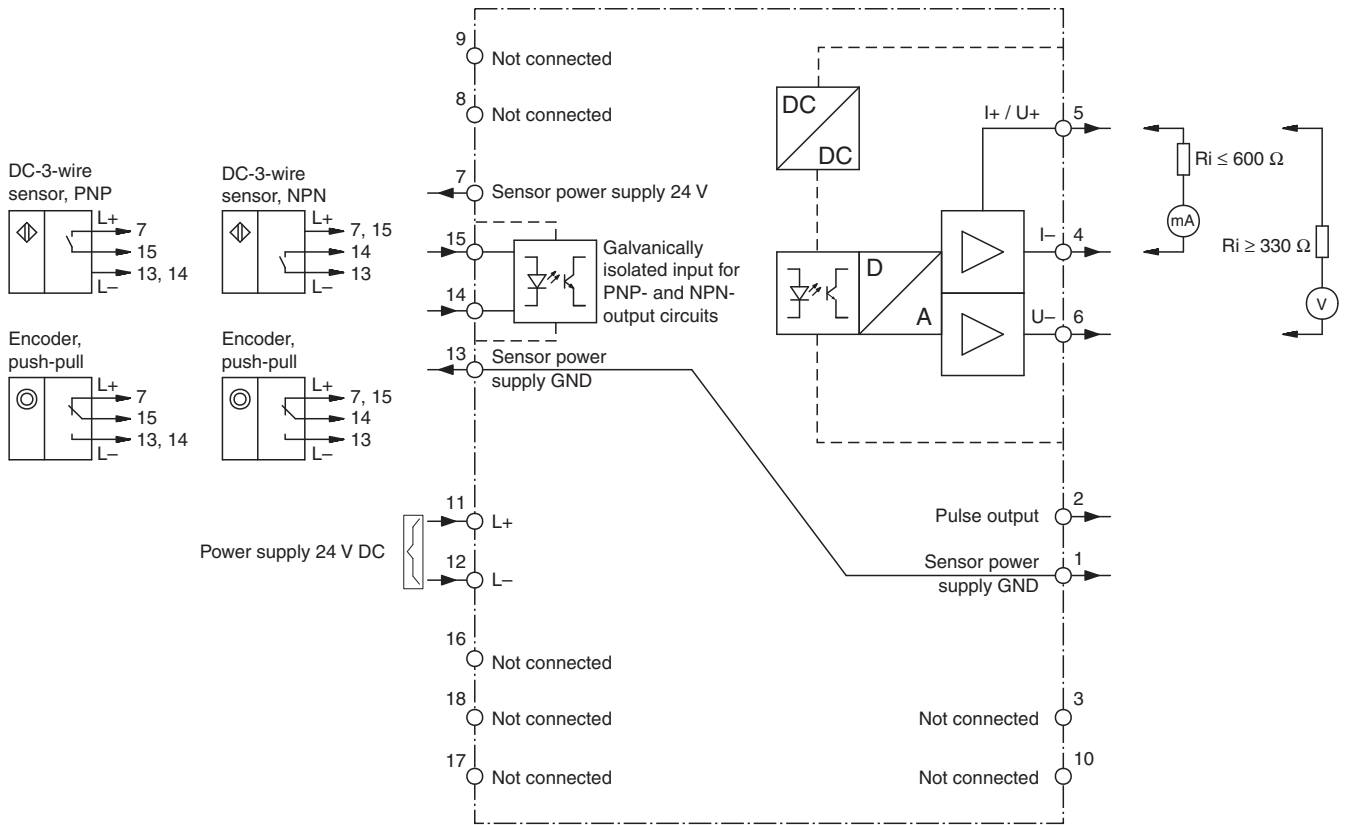 9
Not connected
8
Not connected
7
Sensor power supply 24 V
15
14
Galvanically
isolated input for
PNP- and NPN-
output circuits
13
Sensor power
supply GND
DC-3-wire
sensor, PNP
L+
7
15
13, 14
L–
DC-3-wire
sensor, NPN
L+
7, 15
14
13
L–
Encoder,
push-pull
L+
7
15
13, 14
L–
Encoder,
push-pull
L+
7, 15
14
13
L–
Power supply 24 V DC
11
L+
12
L–
16
Not connected
18
Not connected
17
Not connected
DC
DC
D
A
I+ / U+
5
I–
4
U–
6
Ri ≤ 600 Ω
mA
Ri ≥ 330 Ω
V
Pulse output
2
Sensor power
supply GND
1
3
Not connected
10
Not connected